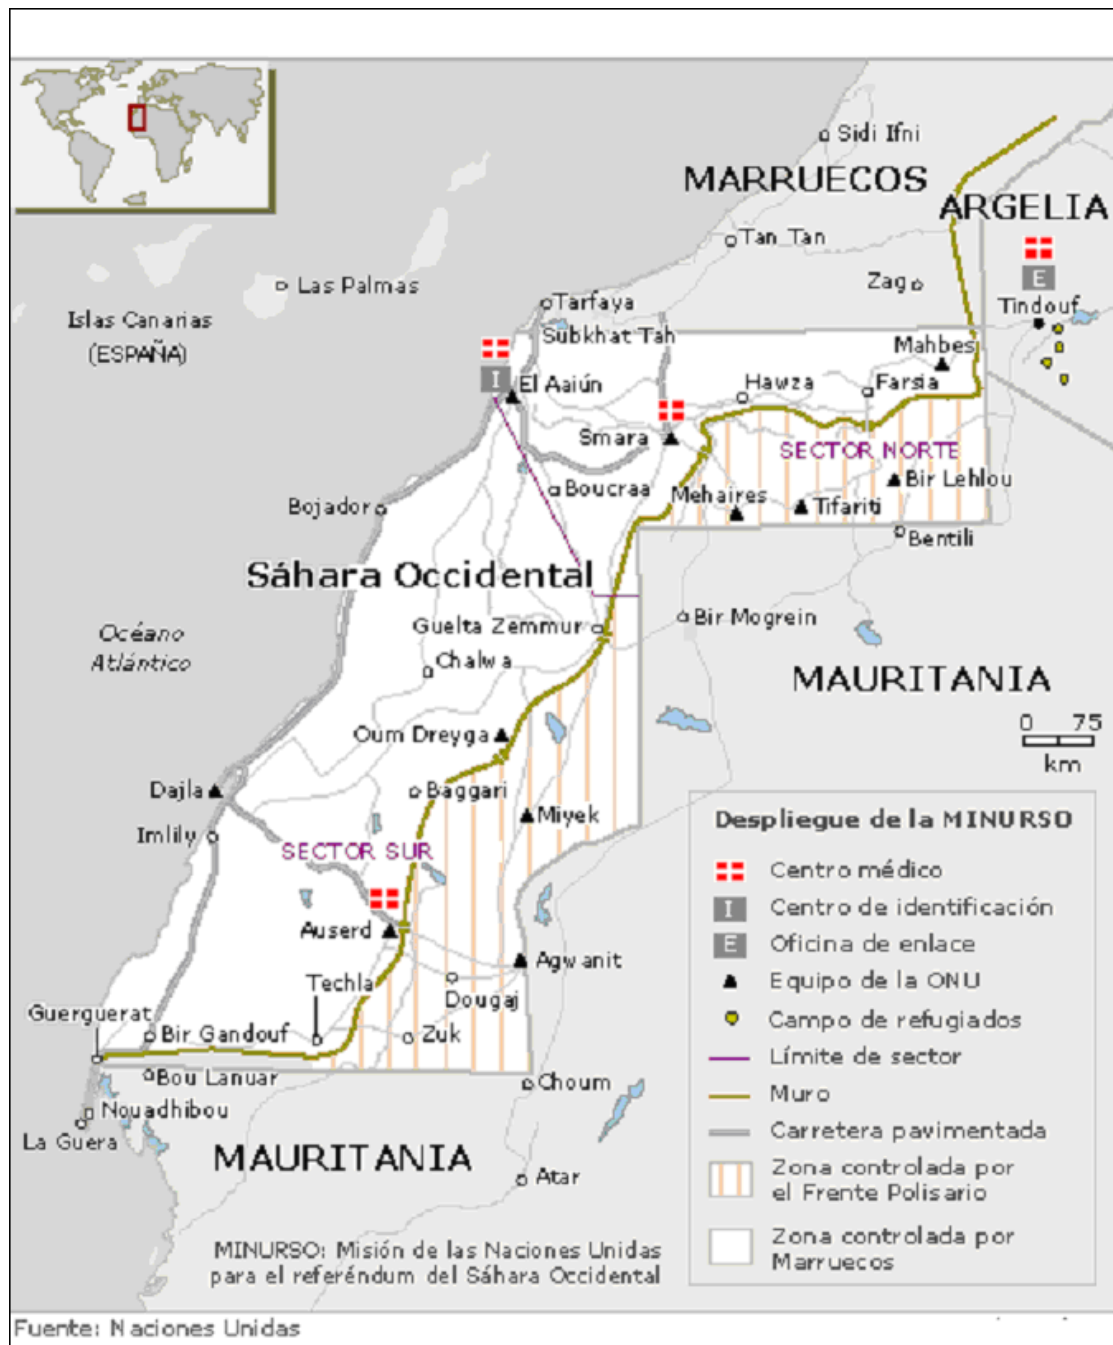 Sidi Ifni
MARRUECOS
ARGELIA
Tan Tan
Zag
E
Tindouf
Las Palmas
Islas Canarias
(ESPAÑA)
Tarfaya
Subkhat Tah
Mahbes
I
El Aaiún
Hawza
Farsia
Smara
SECTOR NORTE
Boucraa
Mehaires
Bir Lehlou
Tifariti
Bojador
Bentili
Sáhara Occidental
Guelta Zemmur
Bir Mogrein
Océano
Atlántico
Chalwa
MAURITANIA
Oum Dreyga
0 75
km
Dajla
Baggari
Miyek
Imlily
SECTOR SUR
Auserd
Agwanit
Techla
Dougaj
Guerguerat
Bir Gandouf
Zuk
Bou Lanuar
Choum
Nouadhibou
La Guera
MAURITANIA
Atar
Despliegue de la MINURSO
Centro médico
I Centro de identificación
E Oficina de enlace
Equipo de la ONU
Campo de refugiados
Límite de sector
Muro
Carretera pavimentada
Zona controlada por
el Frente Polisario
Zona controlada por
Marruecos
MINURSO: Misión de las Naciones Unidas
para el referéndum del Sáhara Occidental
Fuente: Naciones Unidas